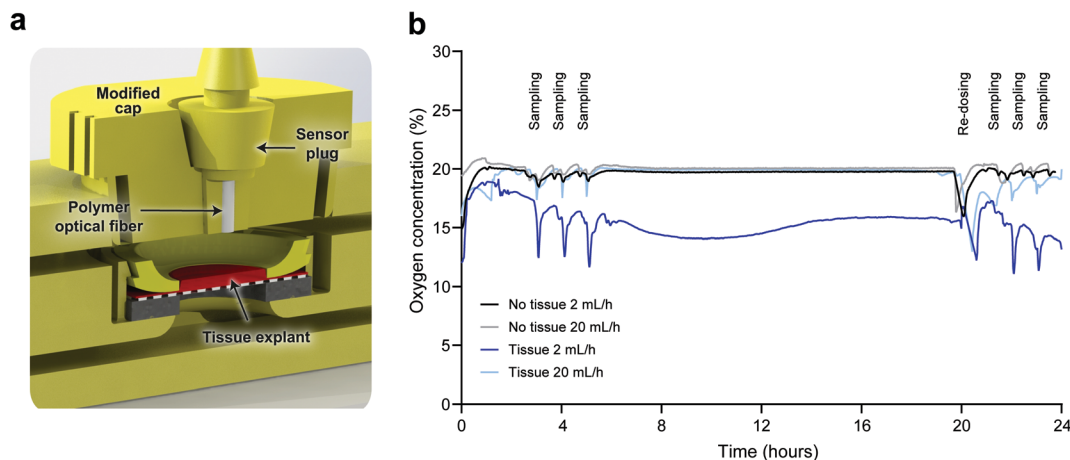 a
Modified
cap
Sensor
plug
Polymer
optical fiber
Tissue explant
b
Oxygen concentration (%)
30
25
20
15
10
5
0
Sampling
Sampling
Sampling
Re-dosing
Sampling
Sampling
Sampling
No tissue 2 mL/h
No tissue 20 mL/h
Tissue 2 mL/h
Tissue 20 mL/h
0
4
8
12
16
20
24
Time (hours)